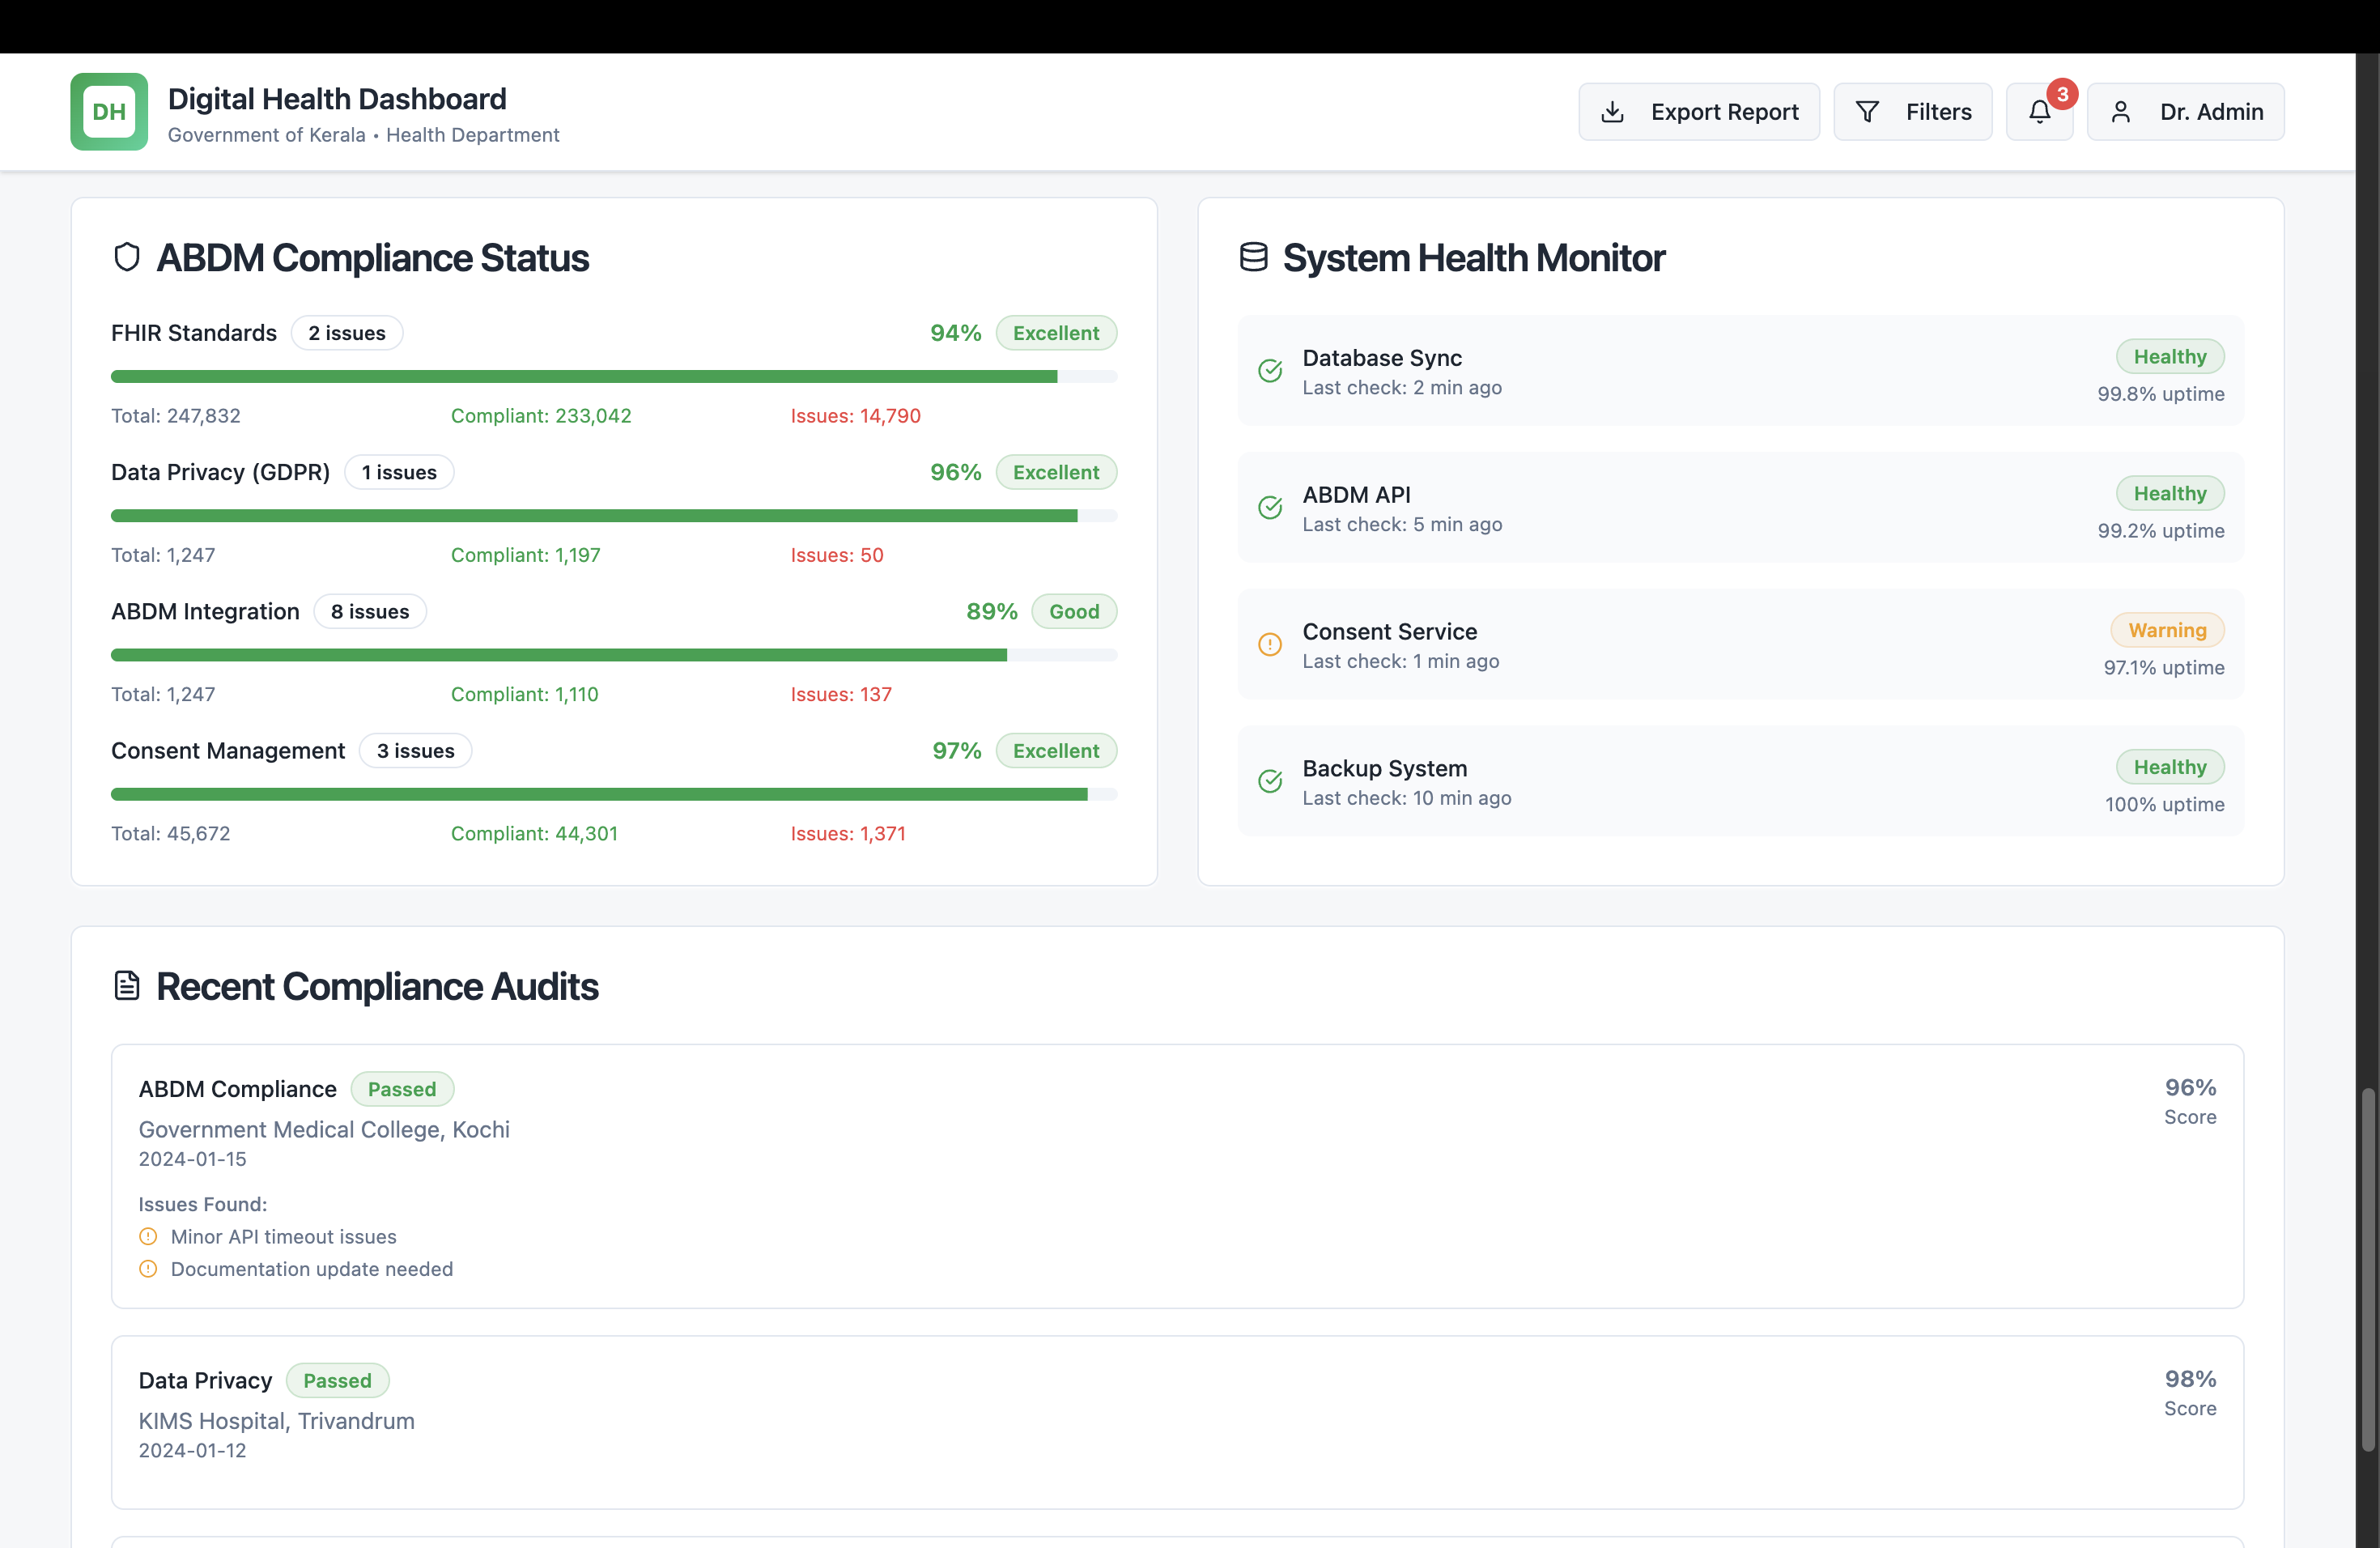 DH
Digital Health Dashboard
Government of Kerala • Health Department
Export Report
Filters
3
Dr. Admin
ABDM Compliance Status
FHIR Standards 2 issues 94% Excellent
Total: 247,832 Compliant: 233,042 Issues: 14,790
Data Privacy (GDPR) 1 issues 96% Excellent
Total: 1,247 Compliant: 1,197 Issues: 50
ABDM Integration 8 issues 89% Good
Total: 1,247 Compliant: 1,110 Issues: 137
Consent Management 3 issues 97% Excellent
Total: 45,672 Compliant: 44,301 Issues: 1,371
System Health Monitor
Database Sync Healthy
Last check: 2 min ago 99.8% uptime
ABDM API Healthy
Last check: 5 min ago 99.2% uptime
Consent Service Warning
Last check: 1 min ago 97.1% uptime
Backup System Healthy
Last check: 10 min ago 100% uptime
Recent Compliance Audits
ABDM Compliance Passed 96%
Score
Government Medical College, Kochi
2024-01-15
Issues Found:
Minor API timeout issues
Documentation update needed
Data Privacy Passed 98%
Score
KIMS Hospital, Trivandrum
2024-01-12